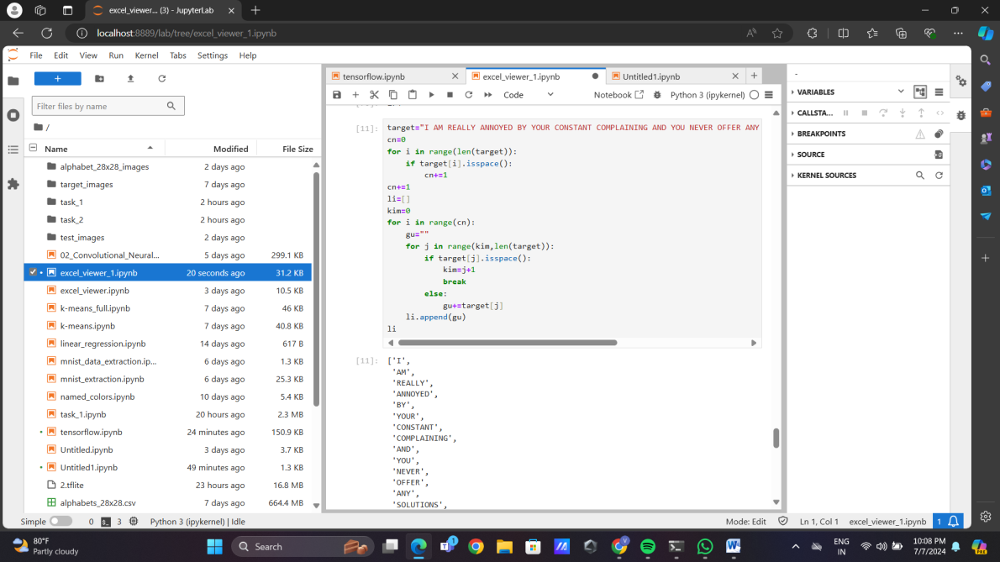 excel_viewer... (3) - JupyterLab
localhost:8889/lab/tree/excel_viewer_1.ipynb
File Edit View Run Kernel Tabs Settings Help
Filter files by name
/
Name Modified File Size
alphabet_28x28_images 2 days ago
target_images 7 days ago
task_1 2 hours ago
task_2 2 hours ago
test_images 2 days ago
02_Convolutional_Neural... 5 days ago 299.1 KB
excel_viewer_1.ipynb 20 seconds ago 31.2 KB
excel_viewer.ipynb 3 days ago 10.5 KB
k-means_full.ipynb 7 days ago 46 KB
k-means.ipynb 7 days ago 40.8 KB
linear_regression.ipynb 14 days ago 617 B
mnist_data_extraction.ip... 6 days ago 1.3 KB
mnist_extraction.ipynb 6 days ago 25.3 KB
named_colors.ipynb 10 days ago 5.4 KB
task_1.ipynb 20 hours ago 2.3 MB
tensorflow.ipynb 24 minutes ago 150.9 KB
Untitled.ipynb 3 days ago 3.7 KB
Untitled1.ipynb 49 minutes ago 1.3 KB
2.tflite 23 hours ago 16.8 MB
alphabets_28x28.csv 7 days ago 664.4 MB
tensorflow.ipynb excel_viewer_1.ipynb Untitled1.ipynb
Code Notebook Python 3 (ipykernel)
[11]: target="I AM REALLY ANNOYED BY YOUR CONSTANT COMPLAINING AND YOU NEVER OFFER ANY
cn=0
for i in range(len(target)):
    if target[i].isspace():
        cn+=1
cn+=1
li=[]
kim=0
for i in range(cn):
    gu=""
    for j in range(kim,len(target)):
        if target[j].isspace():
            kim=j+1
            break
        else:
            gu+=target[j]
    li.append(gu)
li
[11]: ['I',
'AM',
'REALLY',
'ANNOYED',
'BY',
'YOUR',
'CONSTANT',
'COMPLAINING',
'AND',
'YOU',
'NEVER',
'OFFER',
'ANY',
'SOLUTIONS',
VARIABLES
CALLSTA...
BREAKPOINTS
SOURCE
KERNEL SOURCES
Simple 0 3 Python 3 (ipykernel) | Idle Mode: Edit Ln 1, Col 1 excel_viewer_1.ipynb 1
80°F
Partly cloudy
Search
1
ENG
IN
10:08 PM
7/7/2024